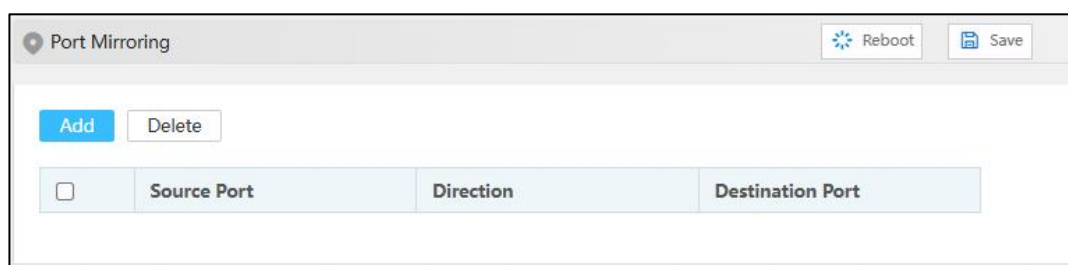 Port Mirroring Reboot Save
Add Delete
Source Port Direction Destination Port